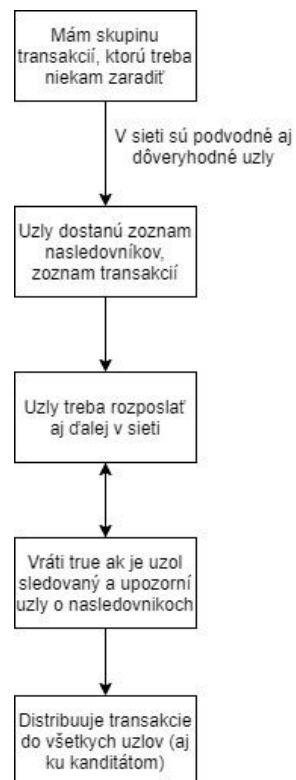 Mám skupinu
transakcií, ktorú treba
niekam zaradiť
V sieti sú podvodné aj
dôveryhodné uzly
Uzly dostanú zoznam
nasledovníkov,
zoznam transakcií
Uzly treba rozposlať
aj ďalej v sieti
Vráti true ak je uzol
sledovaný a upozorní
uzly o nasledovnikoch
Distribuuje transakcie
do všetkych uzlov (aj
ku kanditátom)